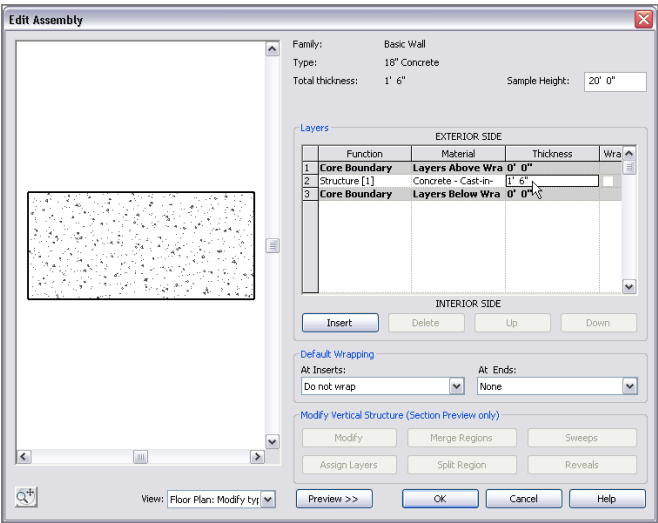 Edit Assembly
Family: Basic Wall
Type: 18" Concrete
Total thickness: 1' 6" Sample Height: 20' 0"
Layers
EXTERIOR SIDE
Function Material Thickness Wra
1 Core Boundary Layers Above Wra 0' 0"
2 Structure [1] Concrete - Cast-in- 1' 6"
3 Core Boundary Layers Below Wra 0' 0"
INTERIOR SIDE
Insert Delete Up Down
Default Wrapping
At Inserts: At Ends:
Do not wrap None
Modify Vertical Structure (Section Preview only)
Modify Merge Regions Sweeps
Assign Layers Split Region Reveals
View: Floor Plan: Modify typ Preview >> OK Cancel Help